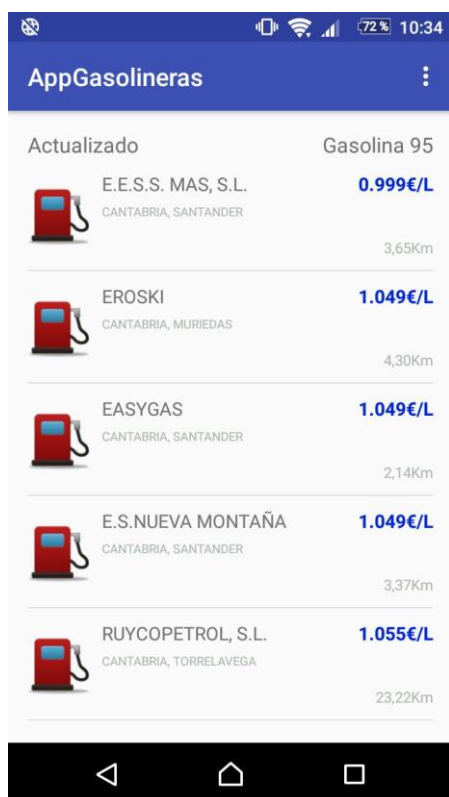 72 % 10:34
AppGasolineras
Actualizado Gasolina 95
E.E.S.S. MAS, S.L. 0.999€/L
CANTABRIA, SANTANDER
3,65Km
EROSKI 1.049€/L
CANTABRIA, MURIEDAS
4,30Km
EASYGAS 1.049€/L
CANTABRIA, SANTANDER
2,14Km
E.S.NUEVA MONTAÑA 1.049€/L
CANTABRIA, SANTANDER
3,37Km
RUYCOPETROL, S.L. 1.055€/L
CANTABRIA, TORRELAVEGA
23,22Km